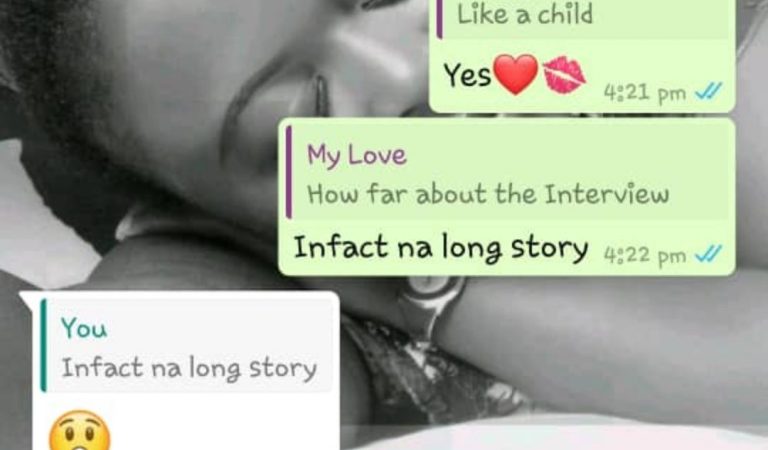 Like a child
Yes❤️💋 4:21 pm
My Love
How far about the Interview
Infact na long story 4:22 pm
You
Infact na long story
😲